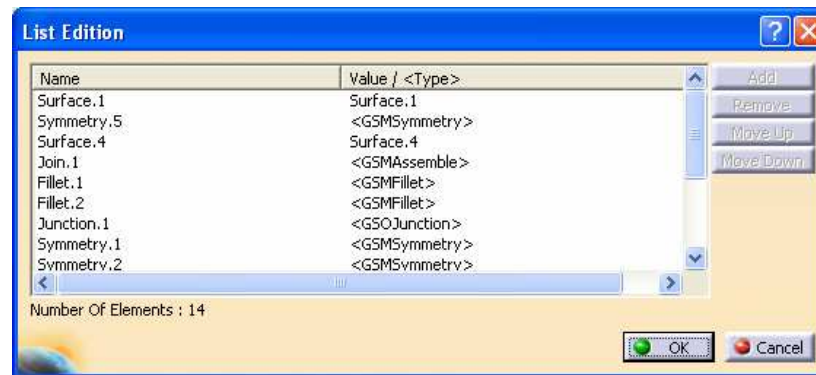 List Edition
Name Value / <Type>
Surface.1 Surface.1
Symmetry.5 <GSMSymmetry>
Surface.4 Surface.4
Join.1 <GSMAssemble>
Fillet.1 <GSMFillet>
Fillet.2 <GSMFillet>
Junction.1 <GSOJunction>
Symmetry.1 <GSMSymmetry>
Symmetry.2 <GSMSymmetry>
Add
Remove
Move Up
Move Down
Number Of Elements : 14
OK Cancel